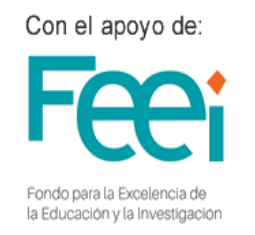 Con el apoyo de:
Feei
Fondo para la Excelencia de
la Educación y la Investigación